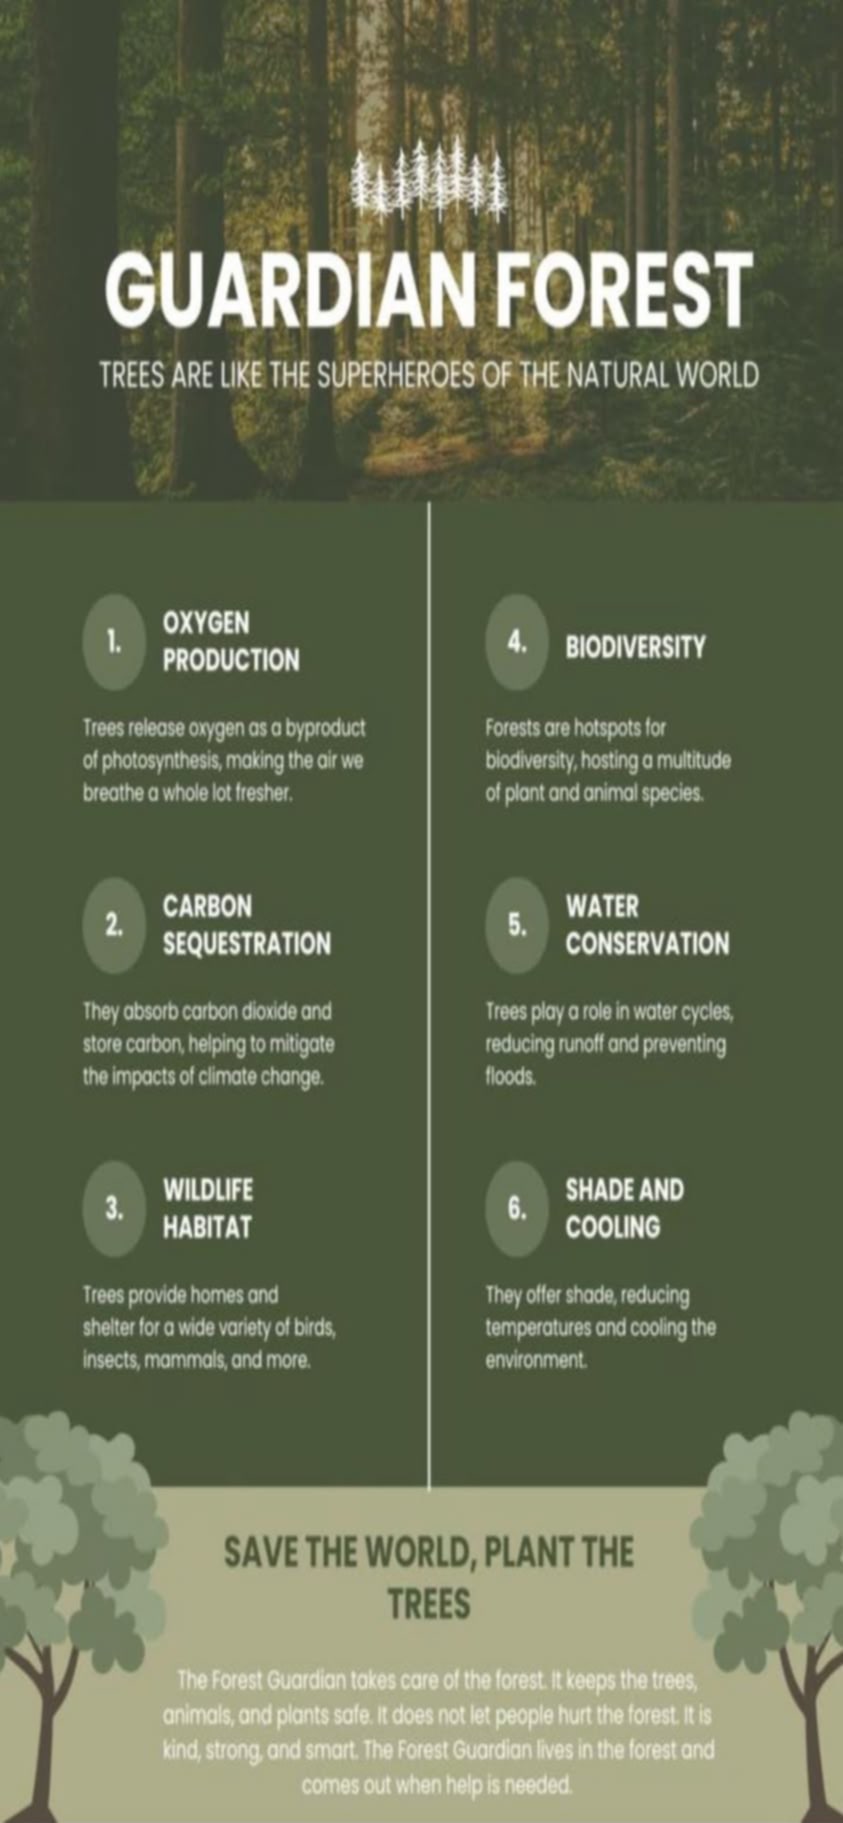 GUARDIAN FOREST
TREES ARE LIKE THE SUPERHEROES OF THE NATURAL WORLD
1.
OXYGEN
PRODUCTION
Trees release oxygen as a byproduct
of photosynthesis, making the air we
breathe a whole lot fresher.
2.
CARBON
SEQUESTRATION
They absorb carbon dioxide and
store carbon, helping to mitigate
the impacts of climate change.
3.
WILDLIFE
HABITAT
Trees provide homes and
shelter for a wide variety of birds,
insects, mammals, and more.
4.
BIODIVERSITY
Forests are hotspots for
biodiversity, hosting a multitude
of plant and animal species.
5.
WATER
CONSERVATION
Trees play a role in water cycles,
reducing runoff and preventing
floods.
6.
SHADE AND
COOLING
They offer shade, reducing
temperatures and cooling the
environment.
SAVE THE WORLD, PLANT THE
TREES
The Forest Guardian takes care of the forest. It keeps the trees,
animals, and plants safe. It does not let people hurt the forest. It is
kind, strong, and smart. The Forest Guardian lives in the forest and
comes out when help is needed.